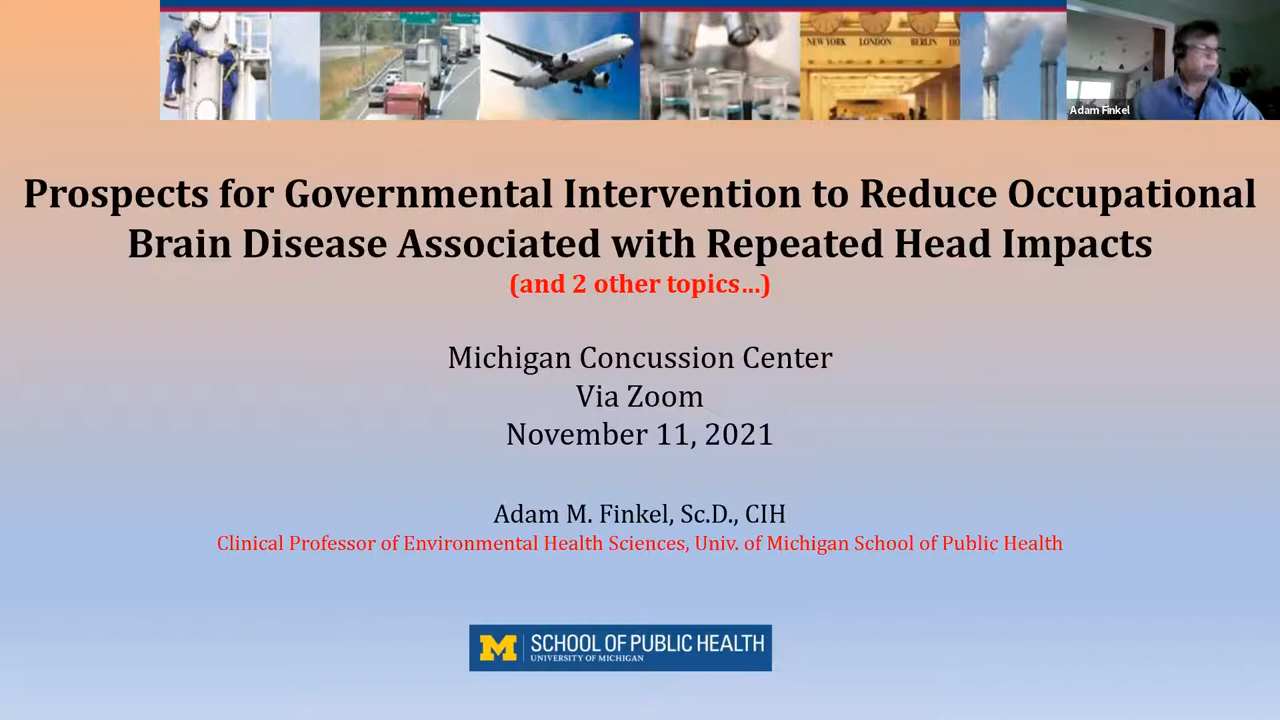 NEW YORK LONDON BERLIN HO
Adam Finkel
Prospects for Governmental Intervention to Reduce Occupational
Brain Disease Associated with Repeated Head Impacts
(and 2 other topics...)
Michigan Concussion Center
Via Zoom
November 11, 2021
Adam M. Finkel, Sc.D., CIH
Clinical Professor of Environmental Health Sciences, Univ. of Michigan School of Public Health
M SCHOOL OF PUBLIC HEALTH
UNIVERSITY OF MICHIGAN